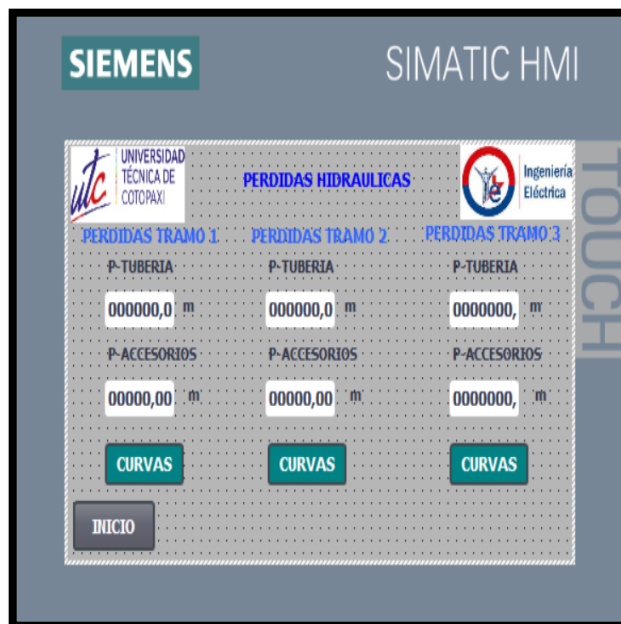 SIEMENS
SIMATIC HMI
TOUCH
utc
UNIVERSIDAD
TÉCNICA DE
COTOPAXI
PERDIDAS HIDRAULICAS
Ingeniería
Eléctrica
PERDIDAS TRAMO 1
PERDIDAS TRAMO 2
PERDIDAS TRAMO 3
P-TUBERIA
P-TUBERIA
P-TUBERIA
000000,0 m
000000,0 m
0000000, m
P-ACCESORIOS
P-ACCESORIOS
P-ACCESORIOS
00000,00 m
00000,00 m
0000000, m
CURVAS
CURVAS
CURVAS
INICIO